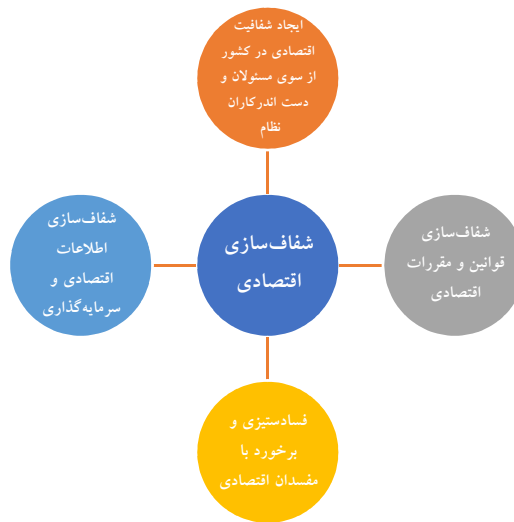 ایجاد شفافیت
اقتصادی در کشور
از سوی مسئولان و
دست اندرکاران
نظام
شفاف‌سازی
قوانین و مقررات
اقتصادی
شفاف‌سازی
اقتصادی
شفاف‌سازی
اطلاعات
اقتصادی و
سرمایه‌گذاری
فسادستیزی و
برخورد با
مفسدان اقتصادی